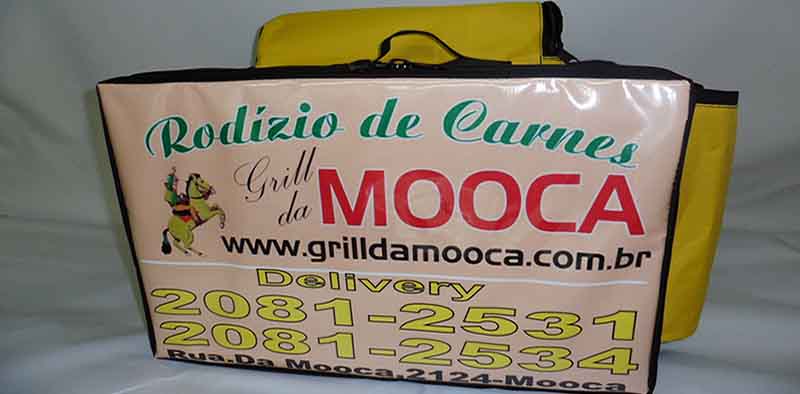 Rodízio de Carnes
Grill
da MOOCA
www.grilldamooca.com.br
Delivery
2081-2531
2081-2534
Rua.Da Mooca,2124-Mooca